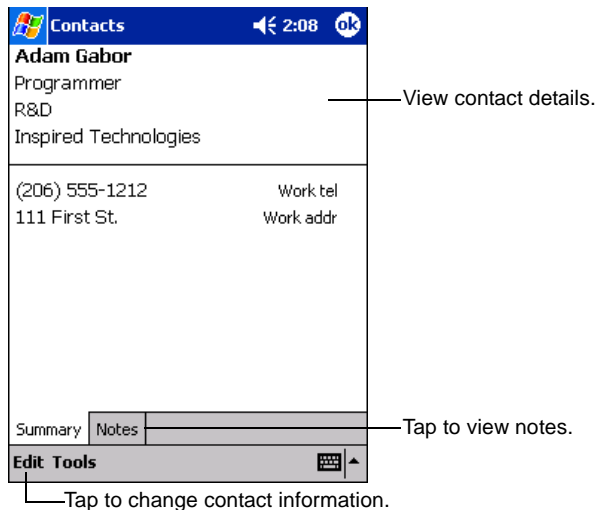 Contacts 2:08 ok
Adam Gabor
Programmer
R&D
Inspired Technologies
View contact details.
(206) 555-1212 Work tel
111 First St. Work addr
Summary Notes
Tap to view notes.
Edit Tools
Tap to change contact information.